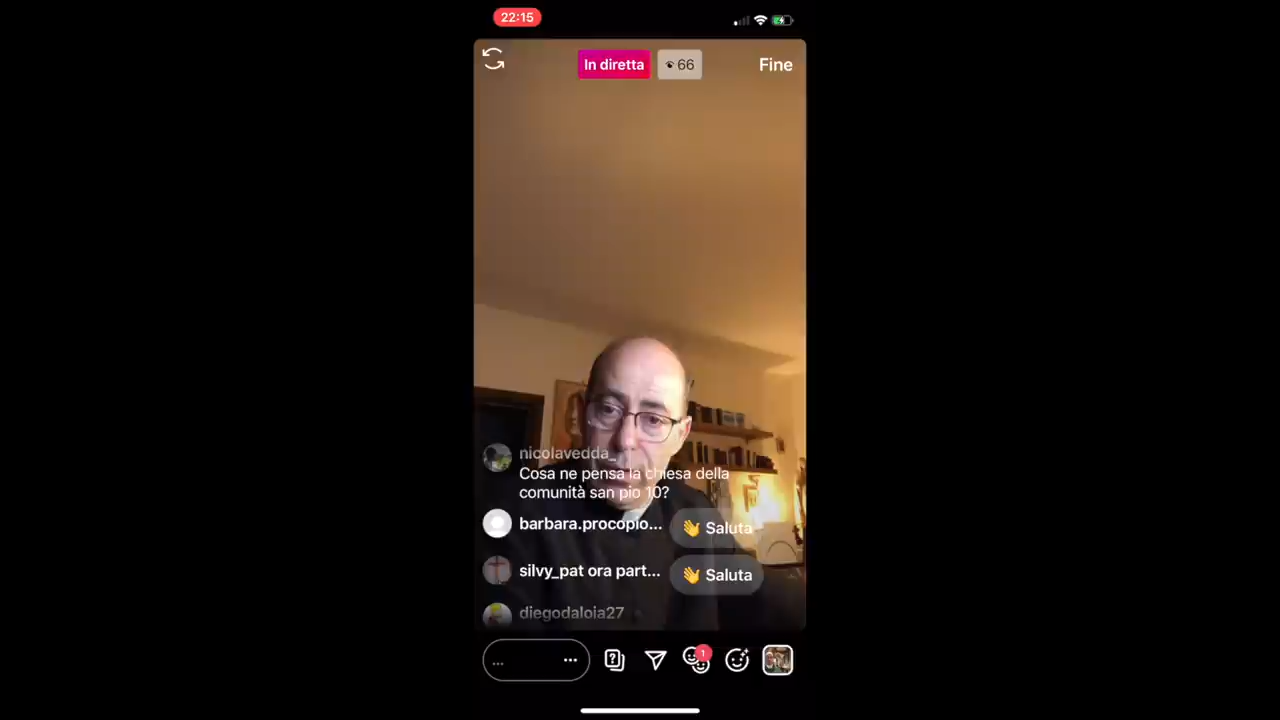 22:15
In diretta
66
Fine
nicolavedda_
Cosa ne pensa la chiesa della
comunità san pio 10?
barbara.procopio...
👋 Saluta
silvy_pat ora part...
👋 Saluta
diegodaloia27
...
1